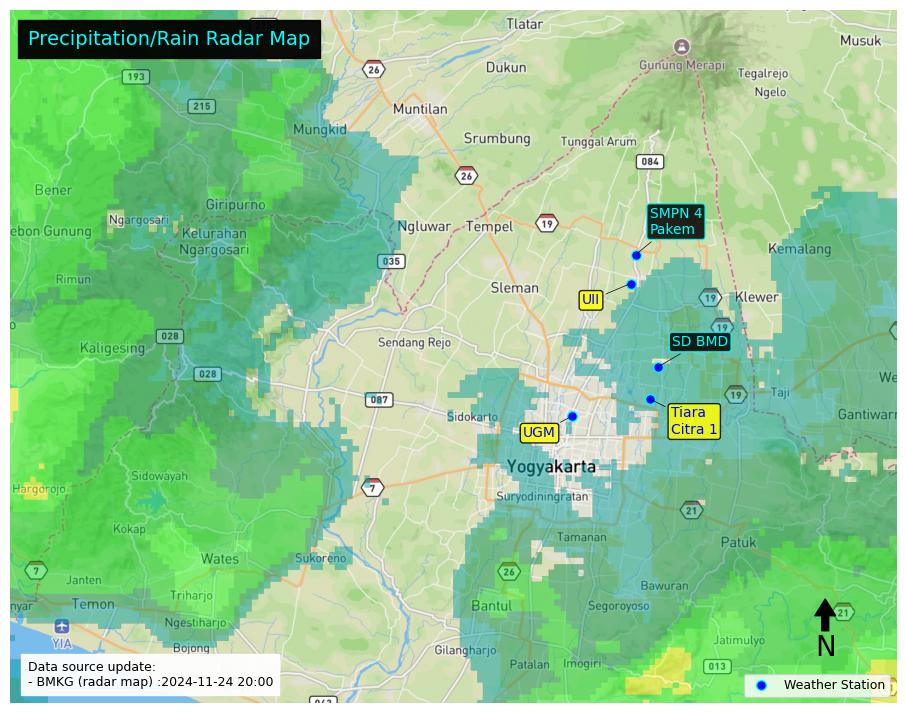 Precipitation/Rain Radar Map
Tlatar
Musuk
26
193
Dukun
Gunung Merapi
Tegalrejo
Ngelo
215
Muntilan
Mungkid
Srumbung
Tunggal Arum
084
26
Bener
Giripurno
SMPN 4
Pakem
Ngargosari
ebon Gunung
Kelurahan
Ngargosari
Ngluwar
Tempel
19
Kemalang
035
Rimun
Sleman
UII
19
Klewer
19
028
Kaligesing
Sendang Rejo
SD BMD
028
087
19
Taji
We
Sidokarto
Tiara
Citra 1
Gantiwar
UGM
Yogyakarta
Hargorojo
Sidowayah
7
Suryodiningratan
21
Kokap
Tamanan
Patuk
Wates
Sukoreno
7
Janten
26
Bawuran
Triharjo
nyar
Temon
Bantul
Segoroyoso
21
Ngestiharjo
YIA
N
Bojong
Gilangharjo
Jatimulyo
Patalan
Imogiri
013
Data source update:
- BMKG (radar map) :2024-11-24 20:00
Weather Station